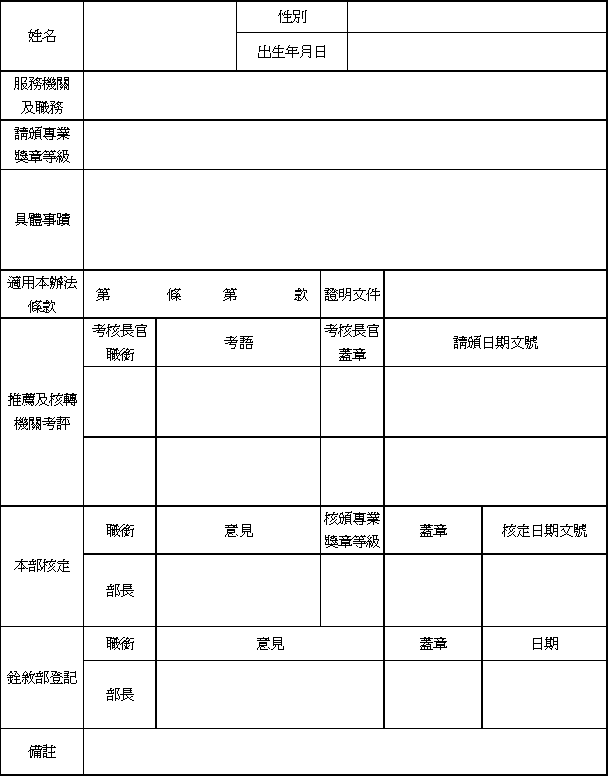 姓名
性別
出生年月日
服務機關
及職務
請頒專業
獎章等級
具體事蹟
適用本辦法
條款
第 條 第 款
證明文件
推薦及核轉
機關考評
考核長官
職銜
考語
考核長官
蓋章
請頒日期文號
本部核定
職銜
意見
核頒專業
獎章等級
蓋章
核定日期文號
部長
銓敘部登記
職銜
意見
蓋章
日期
部長
備註